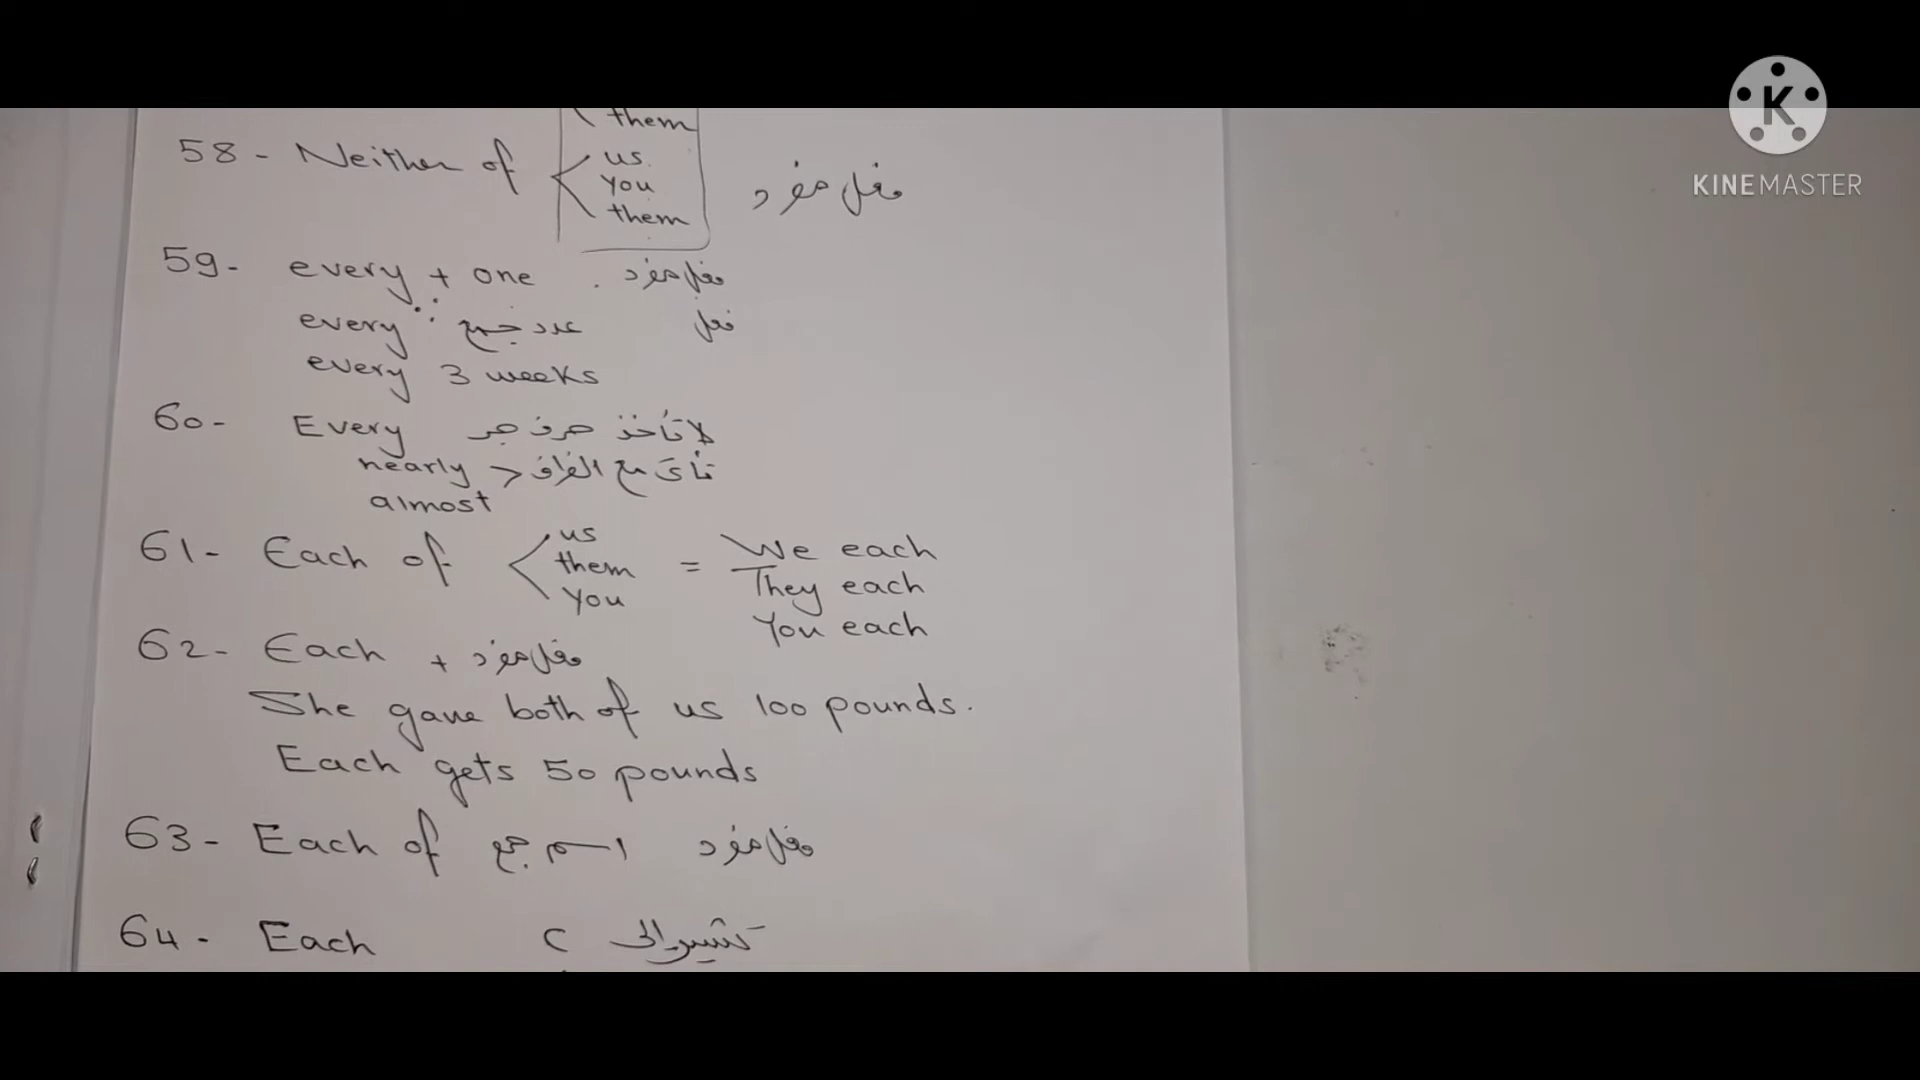 them
58- Neither of us you them فعل مفرد
59- every + one فعل مفرد
every عدد جمع فعل
every 3 weeks
60- Every لا تأخذ حرف جر
nearly
almost
تأتى مع الفراق
61- Each of us them you = We each
They each
You each
62- Each + فعل مفرد
She gave both of us 100 pounds.
Each gets 50 pounds
63- Each of اسم جمع فعل مفرد
64- Each تشير الى
KINEMASTER